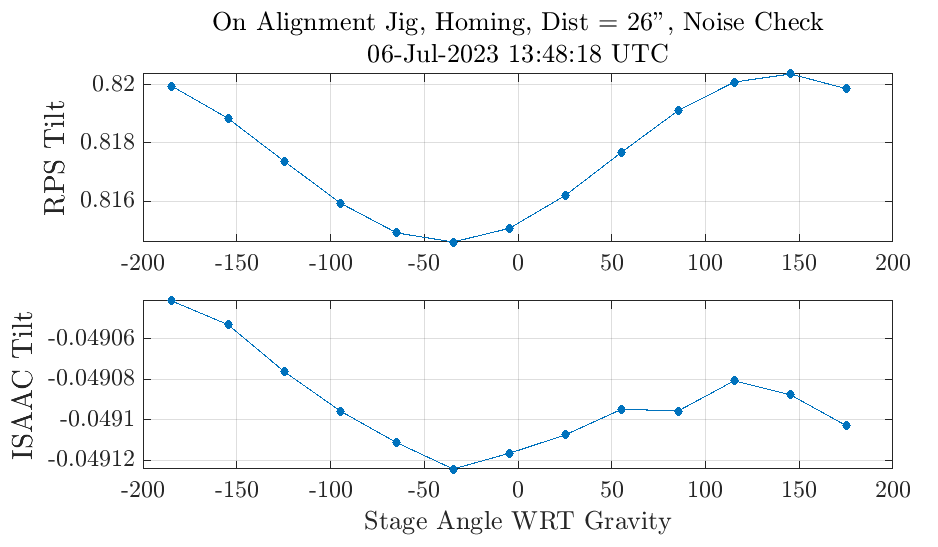 On Alignment Jig, Homing, Dist = 26”, Noise Check
06-Jul-2023 13:48:18 UTC
RPS Tilt
0.82
0.818
0.816
-200 -150 -100 -50 0 50 100 150 200
ISAAC Tilt
-0.04906
-0.04908
-0.0491
-0.04912
-200 -150 -100 -50 0 50 100 150 200
Stage Angle WRT Gravity